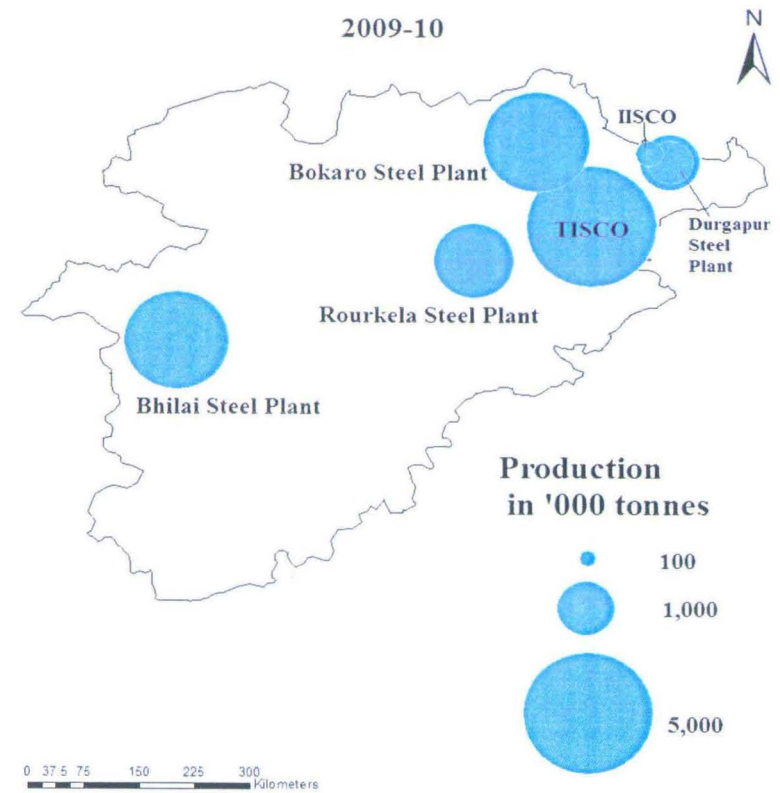 2009-10
N
IISCO
Bokaro Steel Plant
TISCO
Durgapur
Steel
Plant
Rourkela Steel Plant
Bhilai Steel Plant
Production
in '000 tonnes
100
1,000
5,000
0 37 5 75 150 225 300
Kilometers